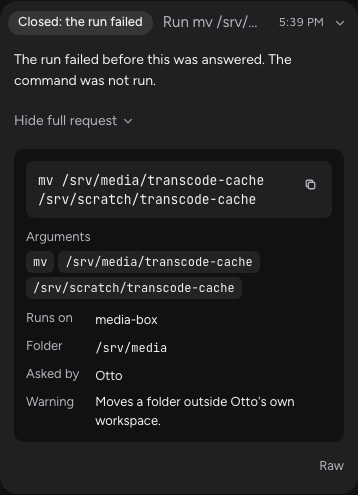 Closed: the run failed Run mv /srv/... 5:39 PM
The run failed before this was answered. The
command was not run.
Hide full request
mv /srv/media/transcode-cache
/srv/scratch/transcode-cache
Arguments
mv /srv/media/transcode-cache
/srv/scratch/transcode-cache
Runs on media-box
Folder /srv/media
Asked by Otto
Warning Moves a folder outside Otto's own
workspace.
Raw